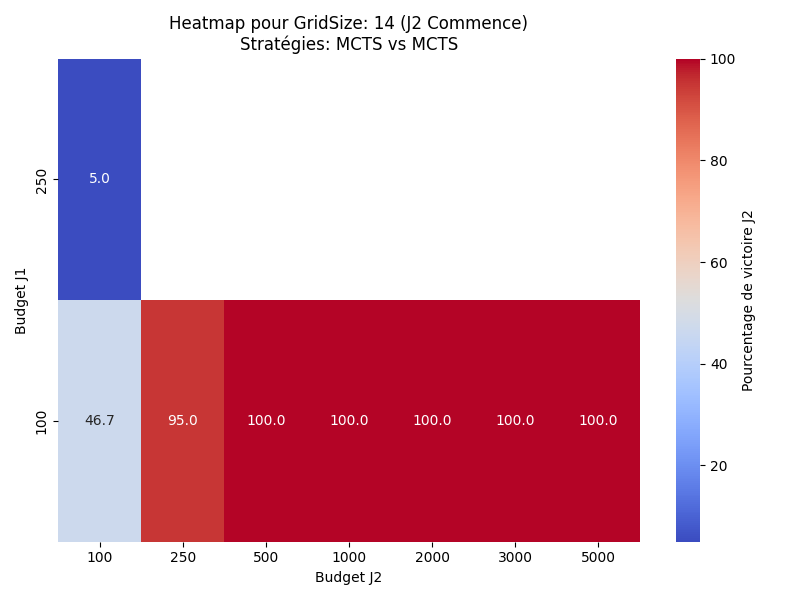 Heatmap pour GridSize: 14 (J2 Commence)
Stratégies: MCTS vs MCTS
Budget J1
250
5.0
100
46.7 95.0 100.0 100.0 100.0 100.0 100.0
100 250 500 1000 2000 3000 5000
Budget J2
100
80
60
40
20
Pourcentage de victoire J2